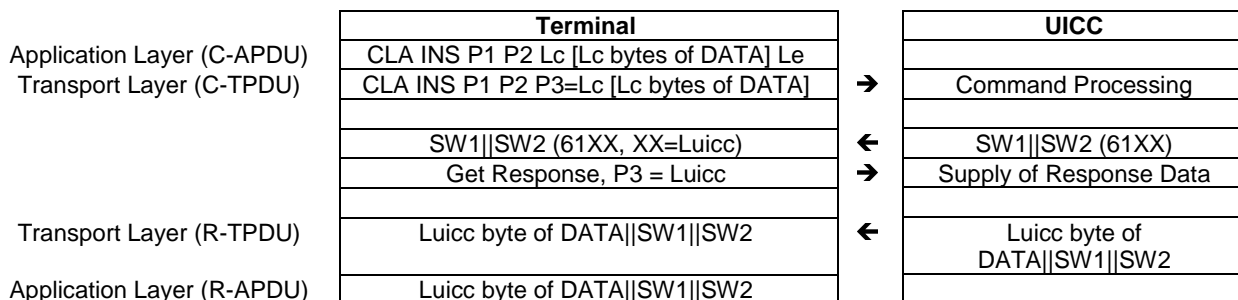 Terminal UICC
Application Layer (C-APDU) CLA INS P1 P2 Lc [Lc bytes of DATA] Le
Transport Layer (C-TPDU) CLA INS P1 P2 P3=Lc [Lc bytes of DATA] ➔ Command Processing
SW1||SW2 (61XX, XX=Luicc) ← SW1||SW2 (61XX)
Get Response, P3 = Luicc ➔ Supply of Response Data
Transport Layer (R-TPDU) Luicc byte of DATA||SW1||SW2 ← Luicc byte of
DATA||SW1||SW2
Application Layer (R-APDU) Luicc byte of DATA||SW1||SW2